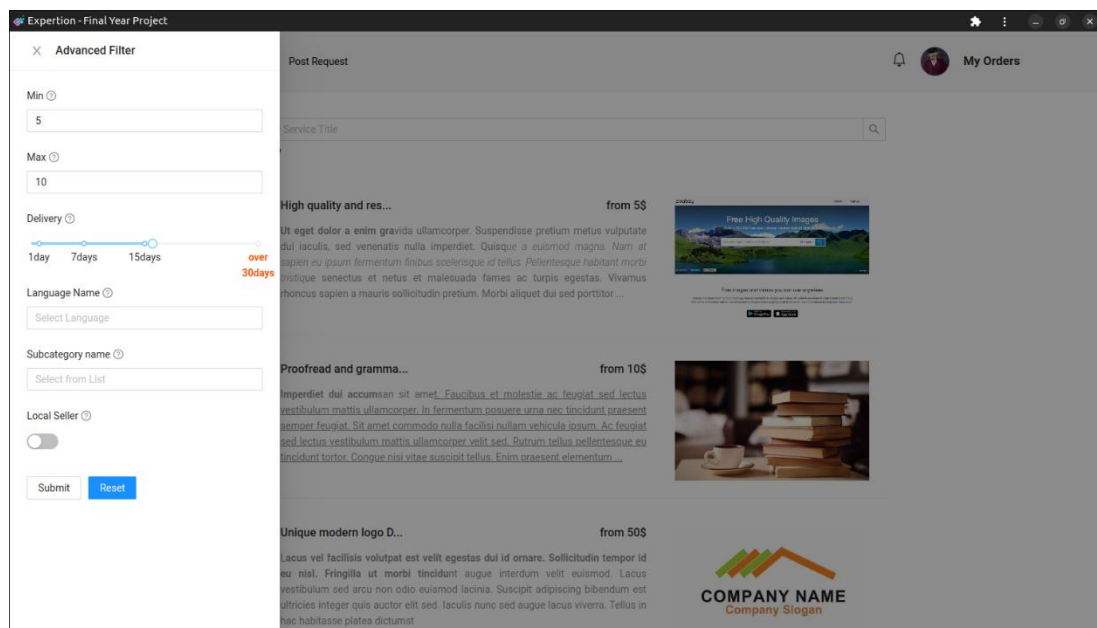 Expertion - Final Year Project
Advanced Filter
Post Request
My Orders
Min
5
Max
10
Delivery
1day 7days 15days over
30days
Language Name
Select Language
Subcategory name
Select from List
Local Seller
Submit Reset
Service Title
High quality and res... from 5$
Ut eget dolor a enim gravida ullamcorper. Suspendisse pretium metus vulputate
dui iaculis, sed venenatis nulla imperdiet. Quisque a euismod magna. Nam at
sapien eu ipsum fermentum finibus scelerisque id tellus. Pellentesque habitant morbi
tristique senectus et netus et malesuada fames ac turpis egestas. Vivamus
rhoncus sapien a mauris sollicitudin pretium. Morbi aliquet dui sed porttitor ...
Free High Quality Images
Free images and videos you can use anywhere
Proofread and gramma... from 10$
Imperdiet dui accumsan sit amet. Faucibus et molestie ac feugiat sed lectus
vestibulum mattis ullamcorper. In fermentum posuere urna nec tincidunt praesent
semper feugiat. Sit amet commodo nulla facilisi nullam vehicula ipsum. Ac feugiat
sed lectus vestibulum mattis ullamcorper velit sed. Rutrum tellus pellentesque eu
tincidunt tortor. Congue nisi vitae suscipit tellus. Enim praesent elementum ...
Unique modern logo D... from 50$
Lacus vel facilisis volutpat est velit egestas dui id ornare. Sollicitudin tempor id
eu nisl. Fringilla ut morbi tincidunt augue interdum velit euismod. Lacus
vestibulum sed arcu non odio euismod lacinia. Suscipit adipiscing bibendum est
ultricies integer quis auctor elit sed. Iaculis nunc sed augue lacus viverra. Tellus in
hac habitasse platea dictumst
COMPANY NAME
Company Slogan